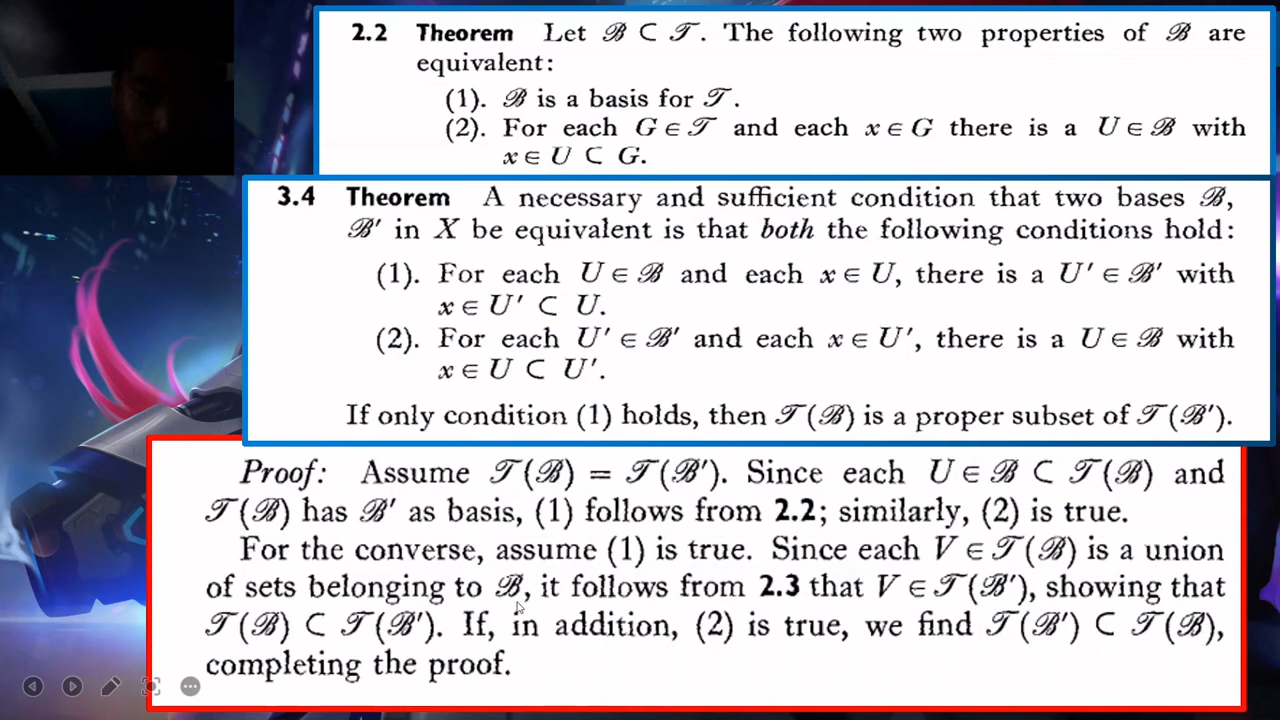 2.2 Theorem Let ℬ ⊂ 𝒯. The following two properties of ℬ are
equivalent:
(1). ℬ is a basis for 𝒯.
(2). For each G ∈ 𝒯 and each x ∈ G there is a U ∈ ℬ with
x ∈ U ⊂ G.
3.4 Theorem A necessary and sufficient condition that two bases ℬ,
ℬ′ in X be equivalent is that both the following conditions hold:
(1). For each U ∈ ℬ and each x ∈ U, there is a U′ ∈ ℬ′ with
x ∈ U′ ⊂ U.
(2). For each U′ ∈ ℬ′ and each x ∈ U′, there is a U ∈ ℬ with
x ∈ U ⊂ U′.
If only condition (1) holds, then 𝒯(ℬ) is a proper subset of 𝒯(ℬ′).
Proof: Assume 𝒯(ℬ) = 𝒯(ℬ′). Since each U ∈ ℬ ⊂ 𝒯(ℬ) and
𝒯(ℬ) has ℬ′ as basis, (1) follows from 2.2; similarly, (2) is true.
For the converse, assume (1) is true. Since each V ∈ 𝒯(ℬ) is a union
of sets belonging to ℬ, it follows from 2.3 that V ∈ 𝒯(ℬ′), showing that
𝒯(ℬ) ⊂ 𝒯(ℬ′). If, in addition, (2) is true, we find 𝒯(ℬ′) ⊂ 𝒯(ℬ),
completing the proof.